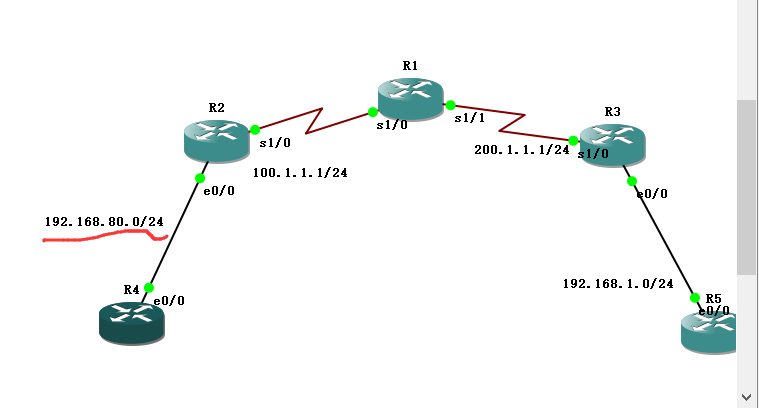 R1
R2
R3
s1/0
s1/0
s1/1
200.1.1.1/24
s1/0
100.1.1.1/24
e0/0
e0/0
192.168.80.0/24
192.168.1.0/24
R4
e0/0
R5
e0/0